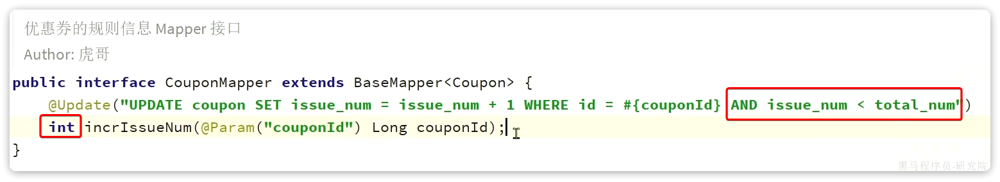 优惠券的规则信息 Mapper 接口
Author: 虎哥
public interface CouponMapper extends BaseMapper<Coupon> {
@Update("UPDATE coupon SET issue_num = issue_num + 1 WHERE id = #{couponId} AND issue_num < total_num")
int incrIssueNum(@Param("couponId") Long couponId);
}
黑马程序员-研究院